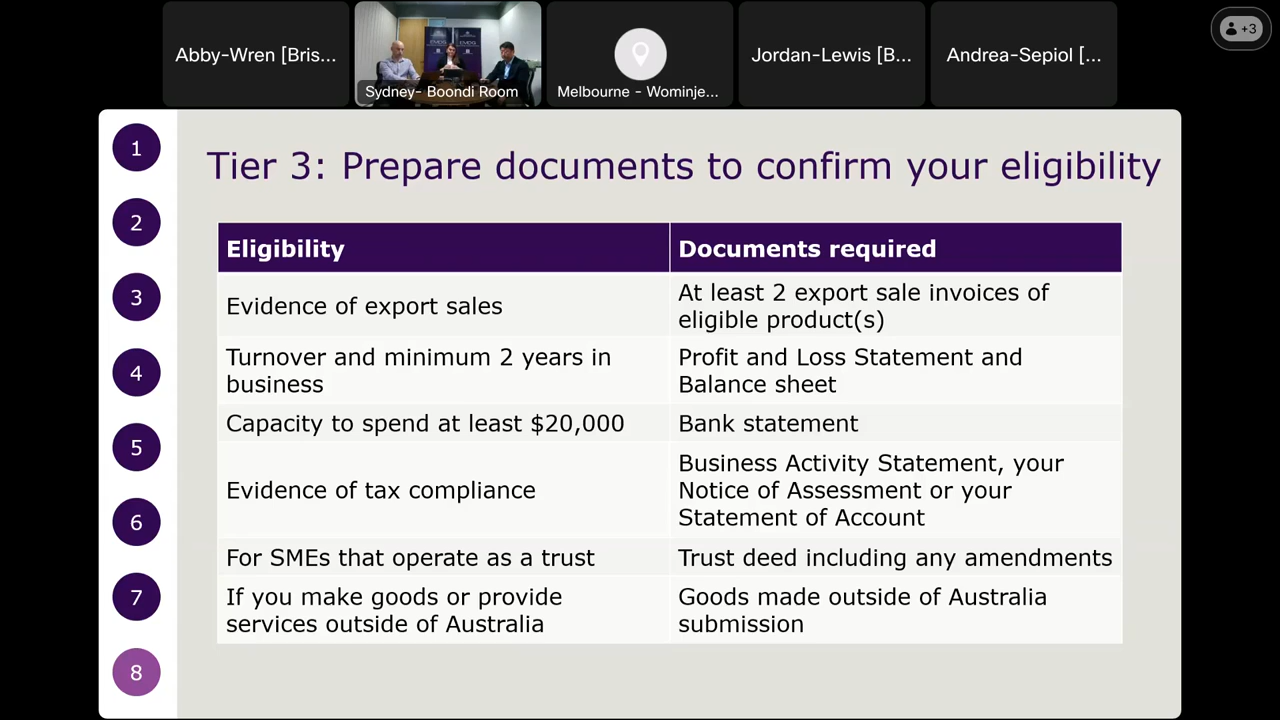 Abby-Wren [Bris...
Sydney- Boondi Room
Melbourne - Wominje...
Jordan-Lewis [B...
Andrea-Sepiol [...
+3
1
2
3
4
5
6
7
8
Tier 3: Prepare documents to confirm your eligibility
Eligibility
Documents required
Evidence of export sales
At least 2 export sale invoices of
eligible product(s)
Turnover and minimum 2 years in
business
Profit and Loss Statement and
Balance sheet
Capacity to spend at least $20,000
Bank statement
Evidence of tax compliance
Business Activity Statement, your
Notice of Assessment or your
Statement of Account
For SMEs that operate as a trust
Trust deed including any amendments
If you make goods or provide
services outside of Australia
Goods made outside of Australia
submission